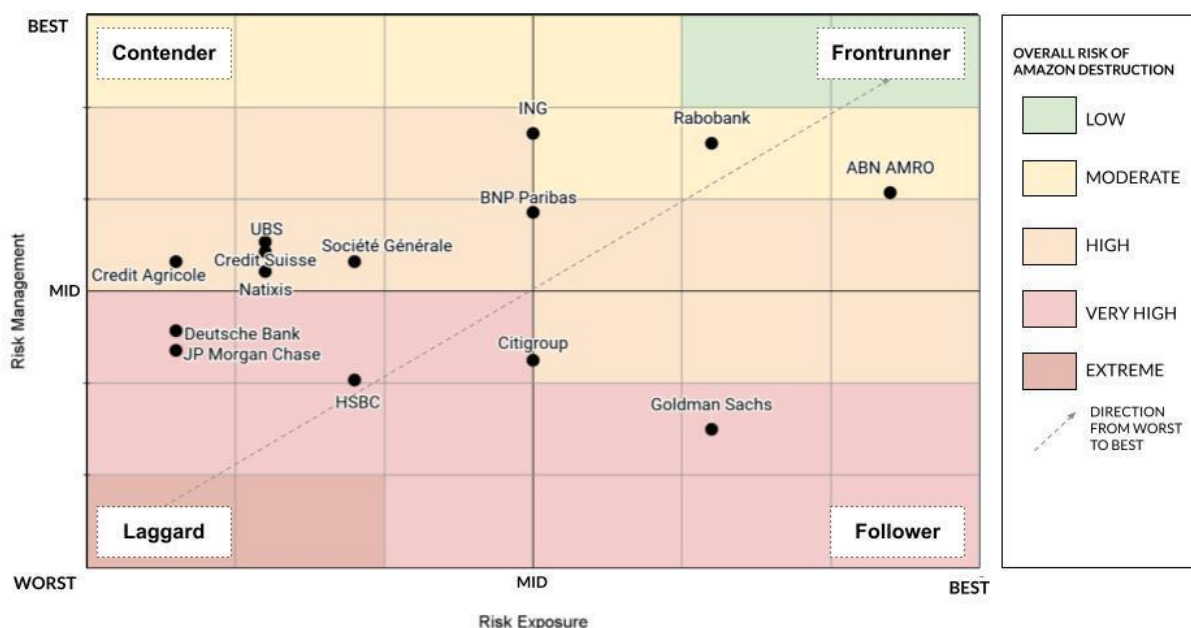 BEST
Contender
Frontrunner
OVERALL RISK OF
AMAZON DESTRUCTION
LOW
MODERATE
HIGH
VERY HIGH
EXTREME
DIRECTION
FROM WORST
TO BEST
ING
Rabobank
ABN AMRO
BNP Paribas
UBS
Société Générale
Credit Suisse
Credit Agricole
Natixis
Risk Management
MID
Deutsche Bank
JP Morgan Chase
Citigroup
HSBC
Goldman Sachs
Laggard
Follower
WORST
MID
BEST
Risk Exposure